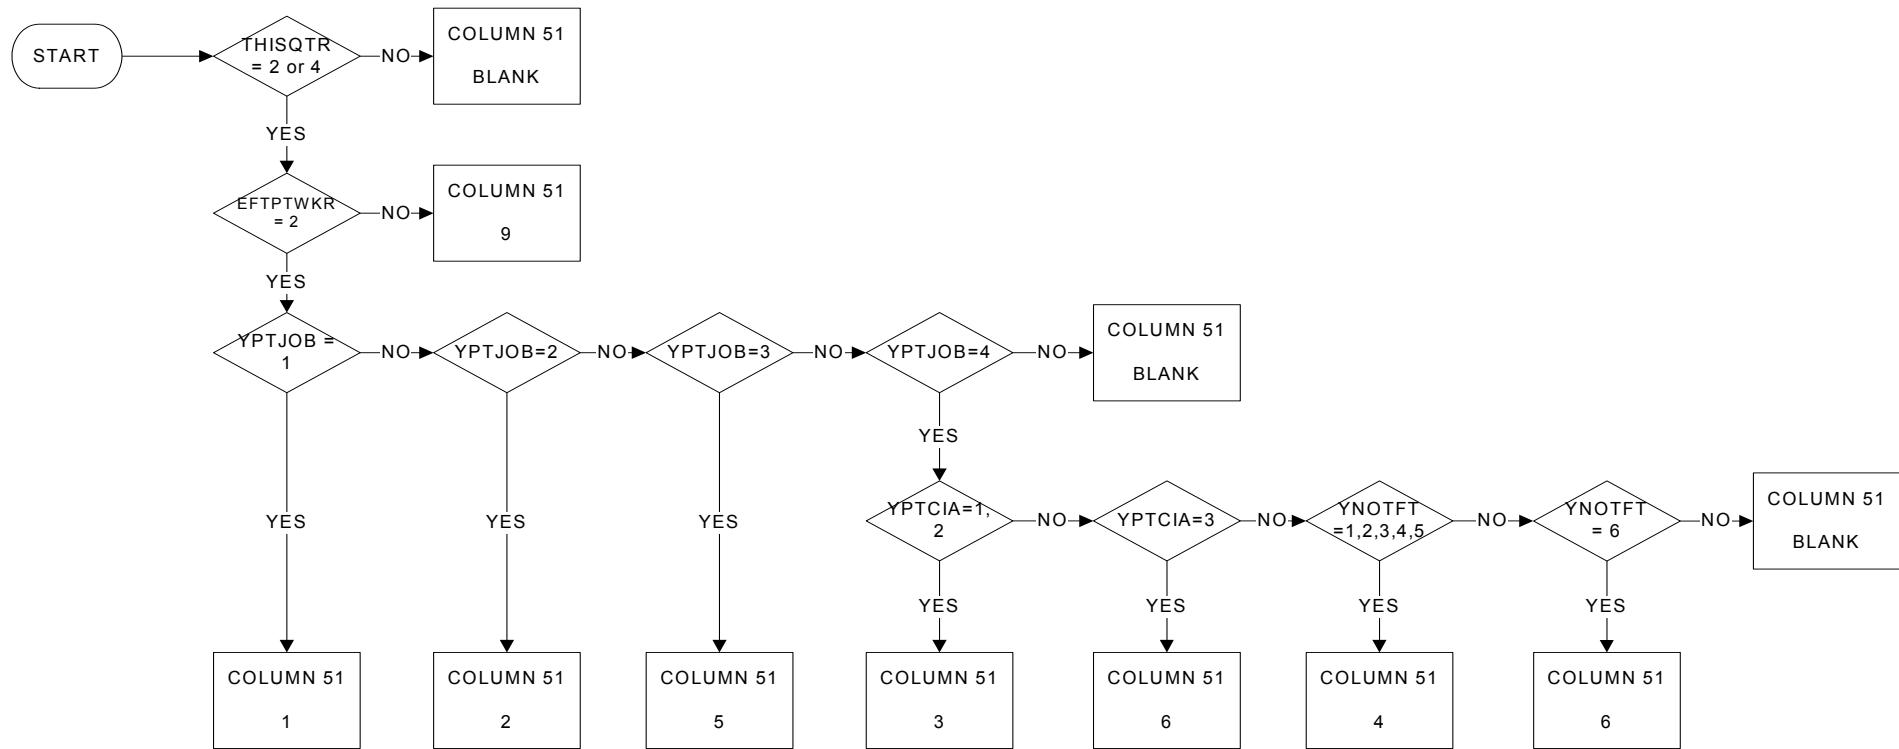 START
THISQTR
= 2 or 4
NO
COLUMN 51
BLANK
YES
EFTPTWKR
= 2
NO
COLUMN 51
9
YES
YPTJOB =
1
NO
YPTJOB=2
NO
YPTJOB=3
NO
YPTJOB=4
NO
COLUMN 51
BLANK
YES
YES
YES
YES
YPTCIA=1,
2
NO
YPTCIA=3
NO
YNOTFT
=1,2,3,4,5
NO
YNOTFT
= 6
NO
COLUMN 51
BLANK
YES
YES
YES
YES
COLUMN 51
1
COLUMN 51
2
COLUMN 51
5
COLUMN 51
3
COLUMN 51
6
COLUMN 51
4
COLUMN 51
6